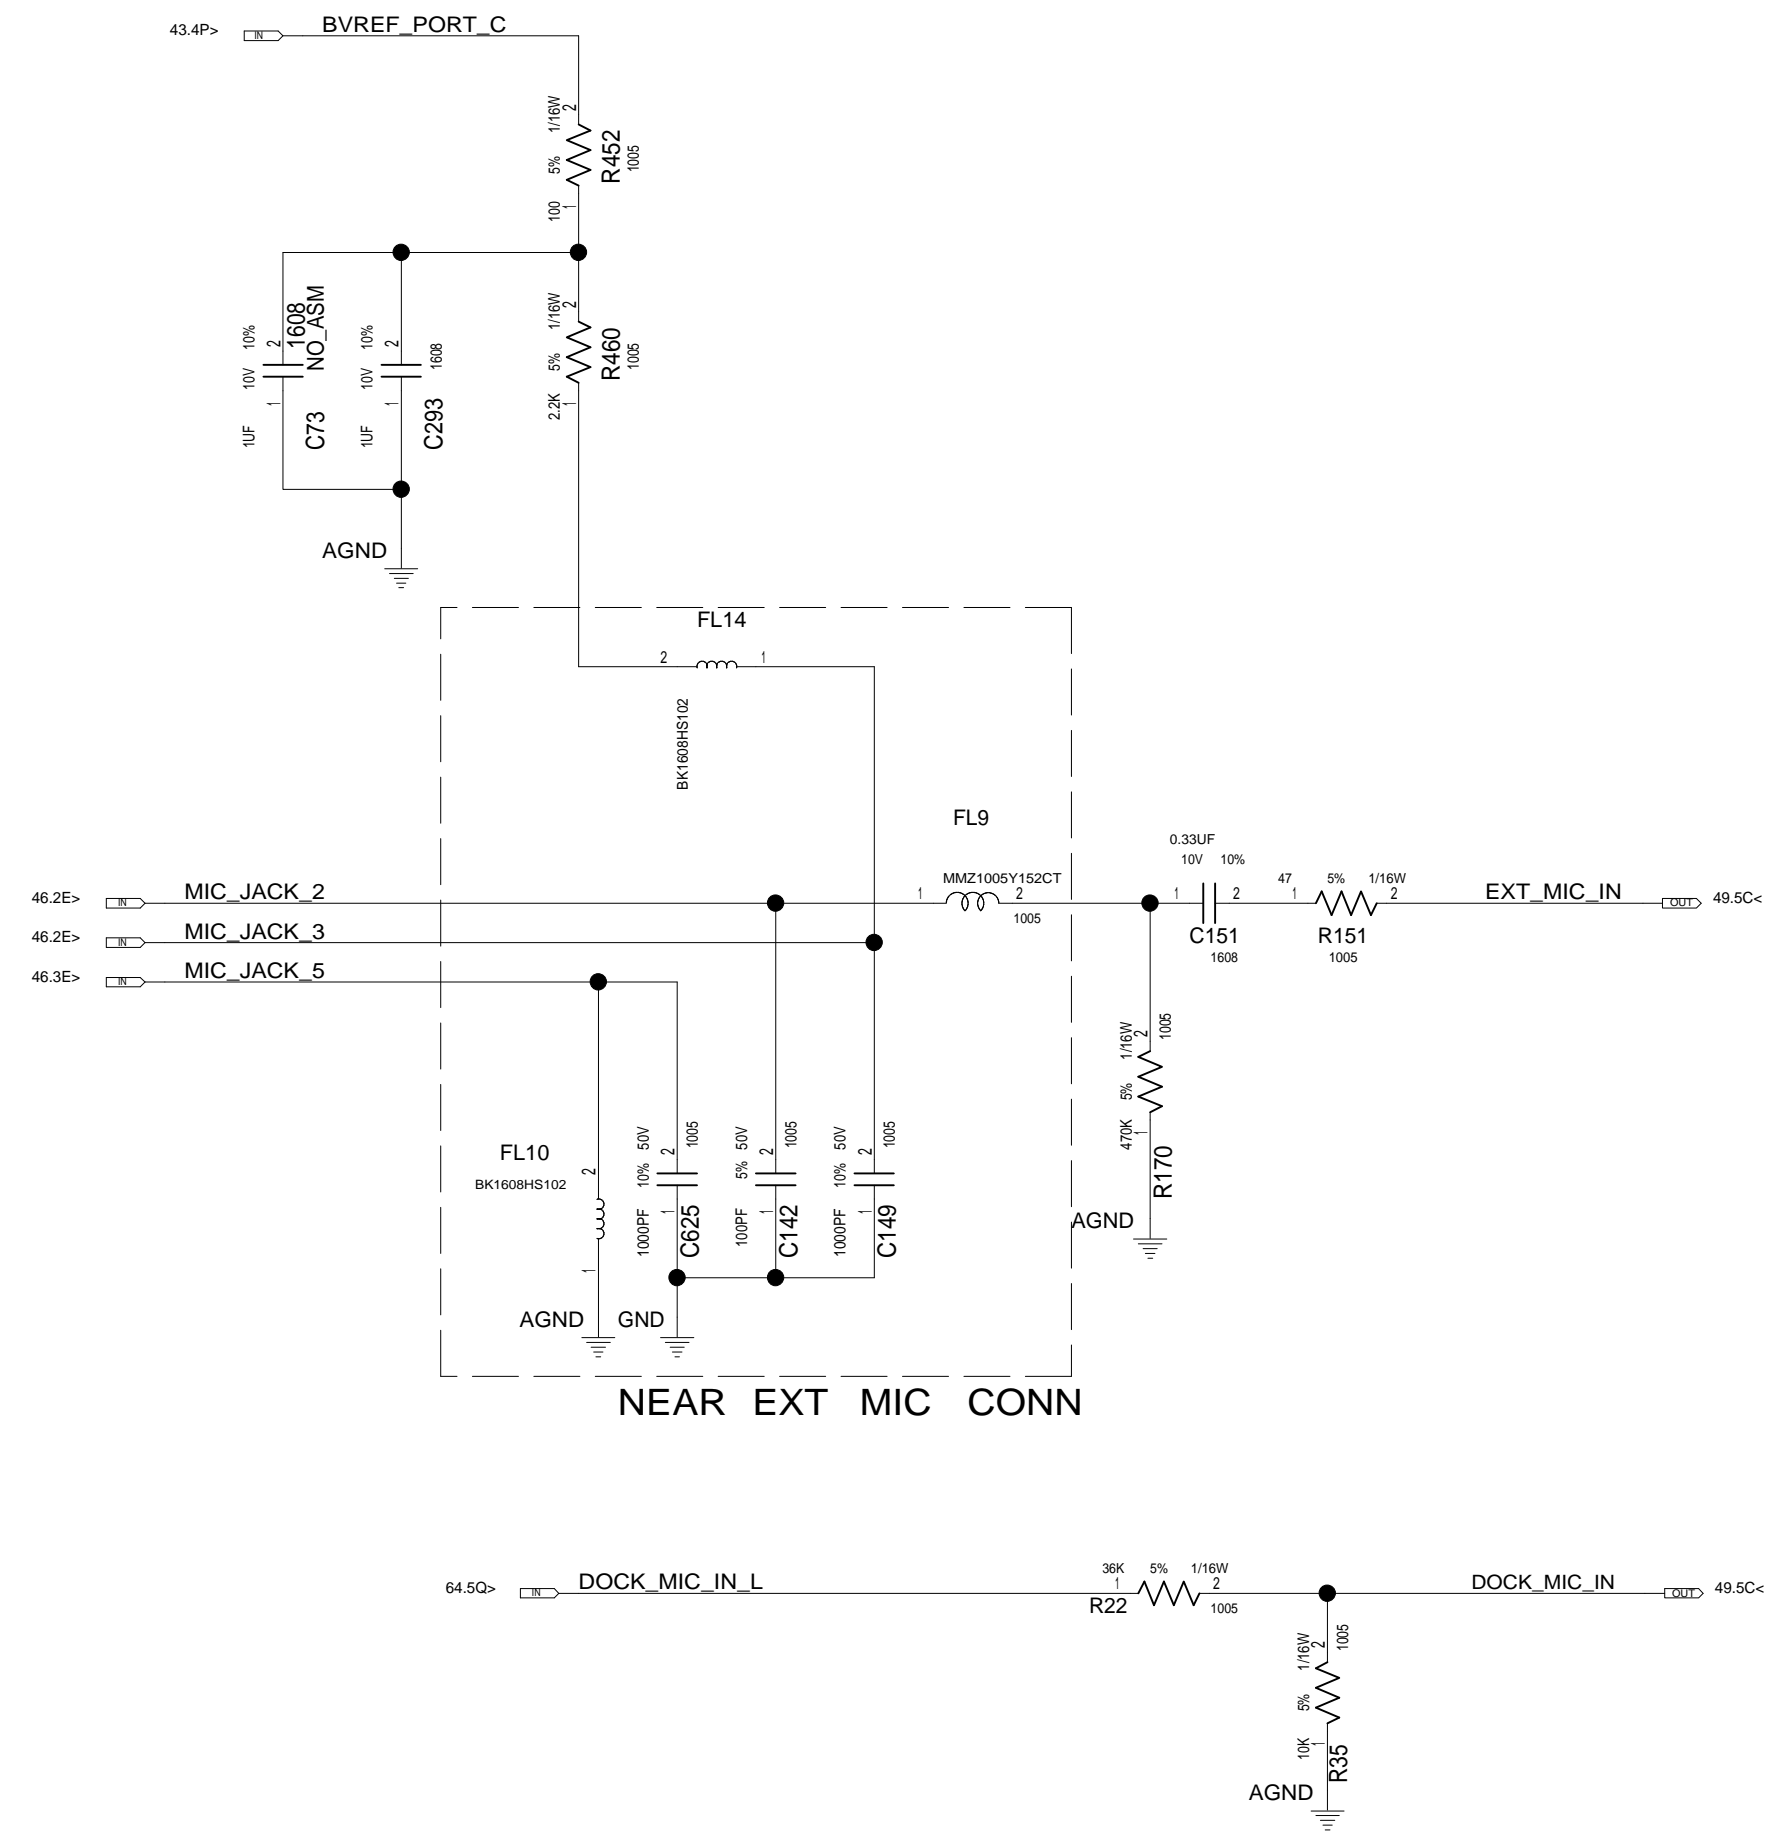 43.4P>
IN
BVREF_PORT_C
1/16W
2
5%
R452
1005
100
1
1/16W
2
5%
R460
1005
2.2K
1
1608
NO_ASM
10%
2
10V
1
1UF
C73
10%
2
1608
10V
1
1UF
C293
AGND
FL14
2
1
BK1608HS102
FL9
MMZ1005Y152CT
1
2
1005
0.33UF
10V 10%
1
2
C151
1608
47 5% 1/16W
1
2
R151
1005
EXT_MIC_IN
OUT
49.5C<
46.2E>
IN
MIC_JACK_2
46.2E>
IN
MIC_JACK_3
46.3E>
IN
MIC_JACK_5
1/16W
2
1005
5%
470K
1
R170
AGND
FL10
BK1608HS102
2
1
10% 50V
2
1005
1000PF
1
C625
5% 50V
2
1005
100PF
1
C142
10% 50V
2
1005
1000PF
1
C149
AGND
GND
NEAR EXT MIC CONN
64.5Q>
IN
DOCK_MIC_IN_L
36K 5% 1/16W
1
2
R22
1005
DOCK_MIC_IN
OUT
49.5C<
1/16W
2
1005
5%
10K
1
R35
AGND